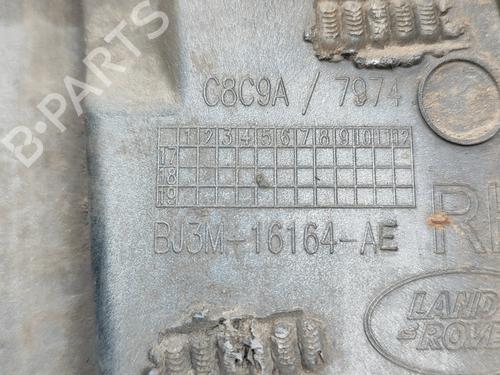 B-PARTS
C8C9A / 7974
1 2 3 4 5 6 7 8 9 10 11 12
17
18
19
BJ3M-16164-AE
LAND
ROVER